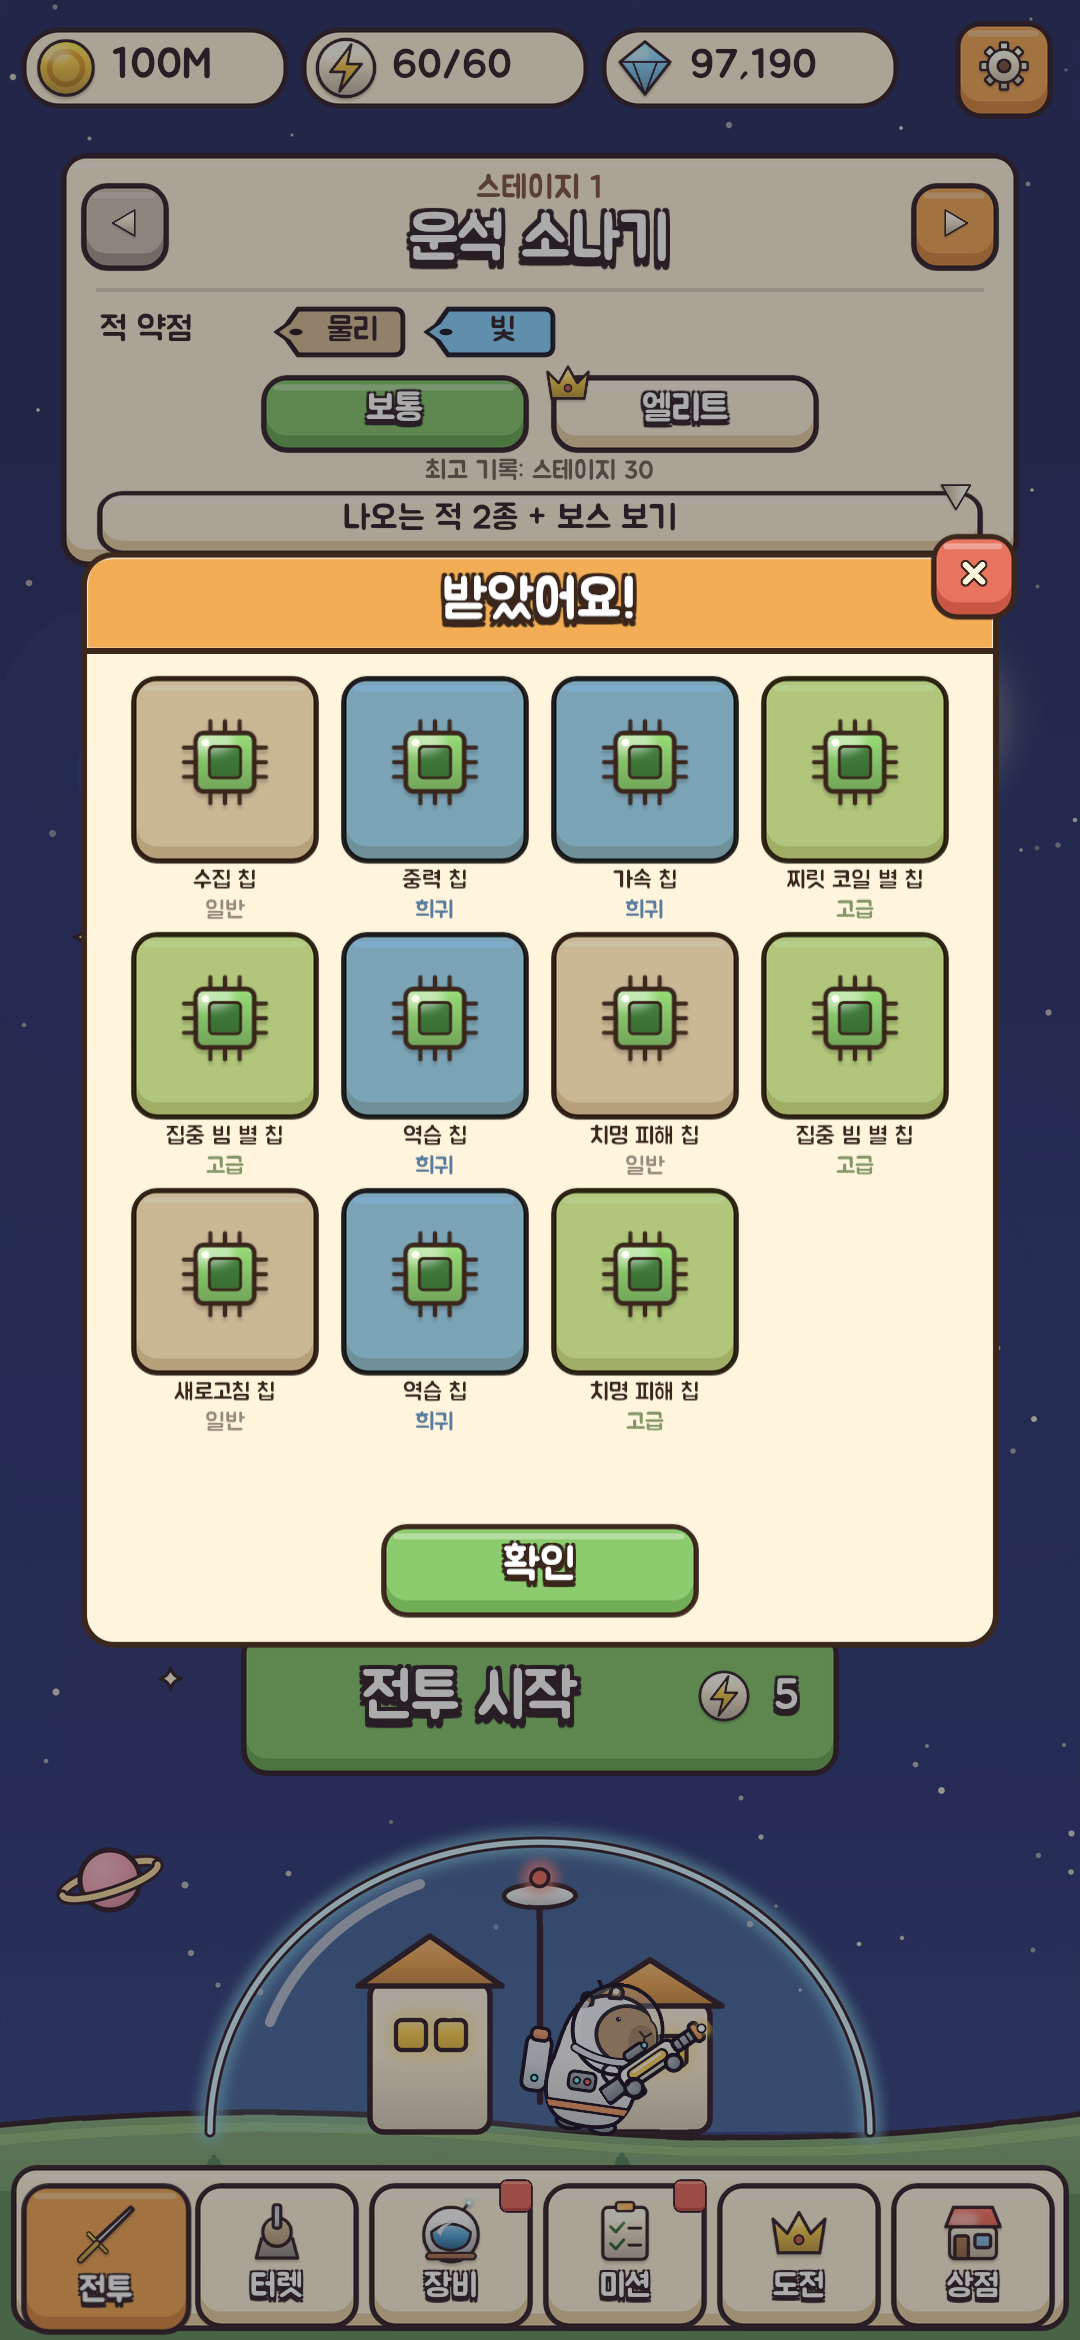 100M
60/60
97,190
스테이지 1
운석 소나기
적 약점
물리
빛
보통
엘리트
최고 기록: 스테이지 30
나오는 적 2종 + 보스 보기
받았어요!
수집 칩
일반
중력 칩
희귀
가속 칩
희귀
찌릿 코일 별 칩
고급
집중 빔 별 칩
고급
역습 칩
희귀
치명 피해 칩
일반
집중 빔 별 칩
고급
새로고침 칩
일반
역습 칩
희귀
치명 피해 칩
고급
확인
전투 시작
5
전투
터렛
장비
미션
도전
상점